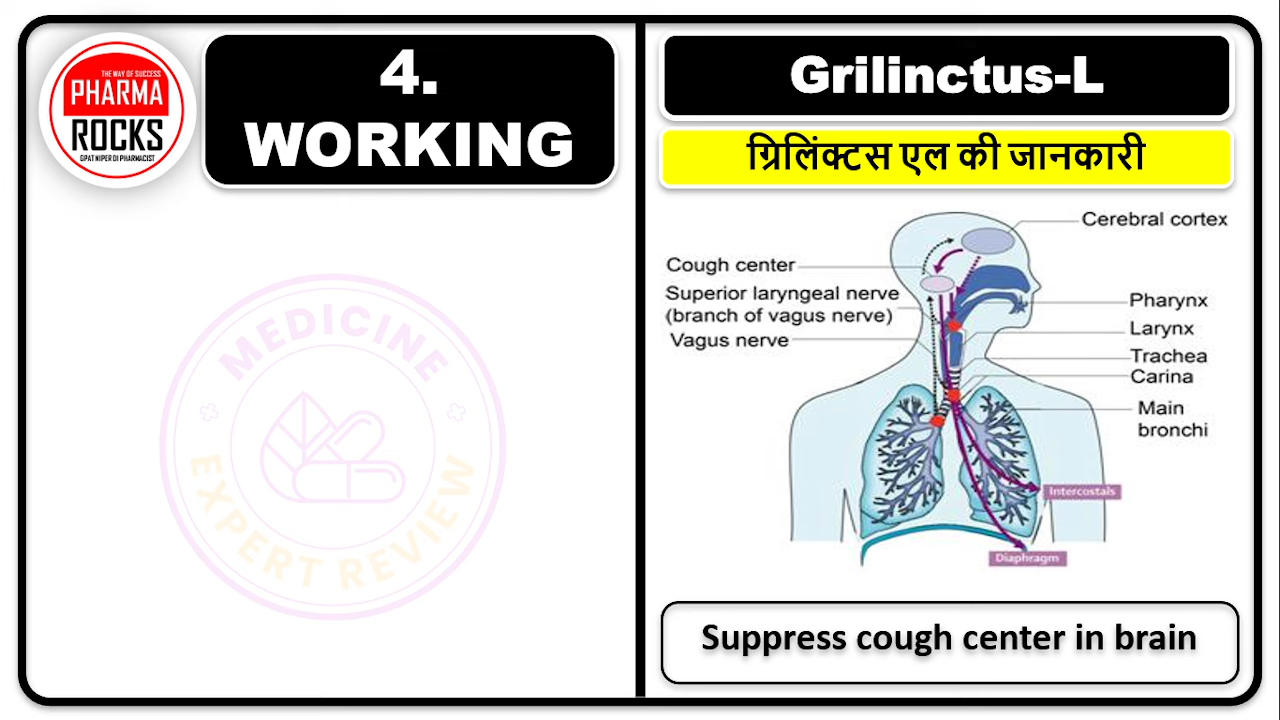 THE WAY OF SUCCESS
PHARMA
ROCKS
GPAT NIPER DI PHARMACIST
4.
WORKING
MEDICINE
EXPERT REVIEW
Grilinctus-L
ग्रिलिंक्टस एल की जानकारी
Cerebral cortex
Cough center
Superior laryngeal nerve
(branch of vagus nerve)
Vagus nerve
Pharynx
Larynx
Trachea
Carina
Main
bronchi
Intercostals
Diaphragm
Suppress cough center in brain